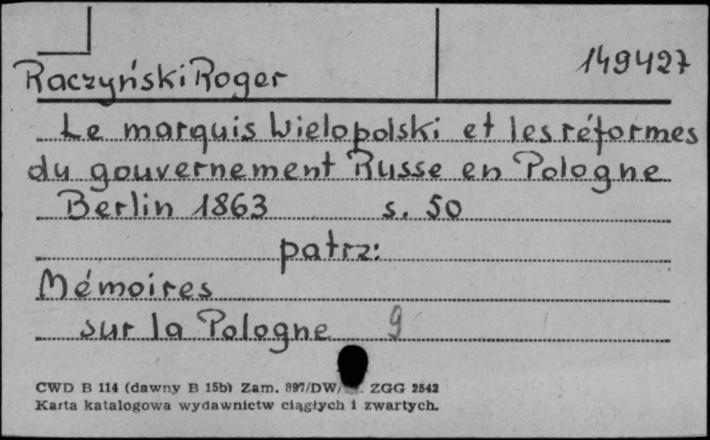 149427
Raczyński Roger
Le marquis Wielopolski et les réformes
du gouvernement Russe en Pologne
Berlin 1863 s. 50
patrz:
Mémoires
sur la Pologne 9
CWD B 114 (dawny B 15b) Zam. 897/DW/ ZGG 2542
Karta katalogowa wydawnictw ciągłych i zwartych.